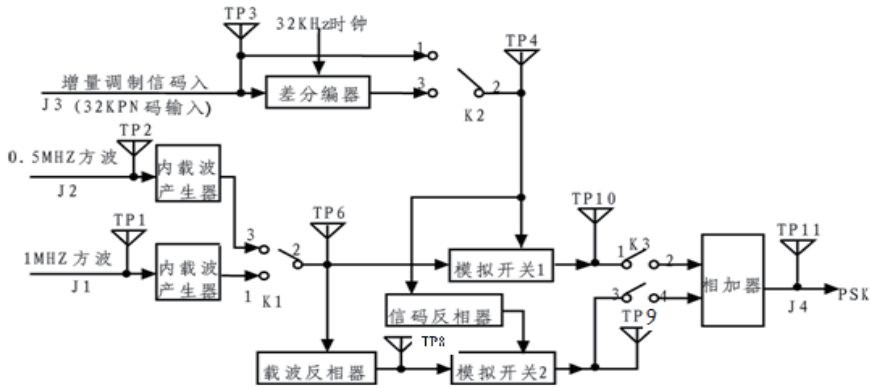 TP3
32KHz时钟
TP4
1
增量调制信码入
J3 (32KPN码输入)
差分编器
3
2
K2
TP2
0.5MHZ方波
J2
内载波
产生器
TP1
TP6
TP10
TP11
3
2
1MHZ方波
J1
内载波
产生器
1
K1
模拟开关1
1
K3
2
相加器
PSK
J4
信码反相器
3
4
TP9
TP8
载波反相器
模拟开关2